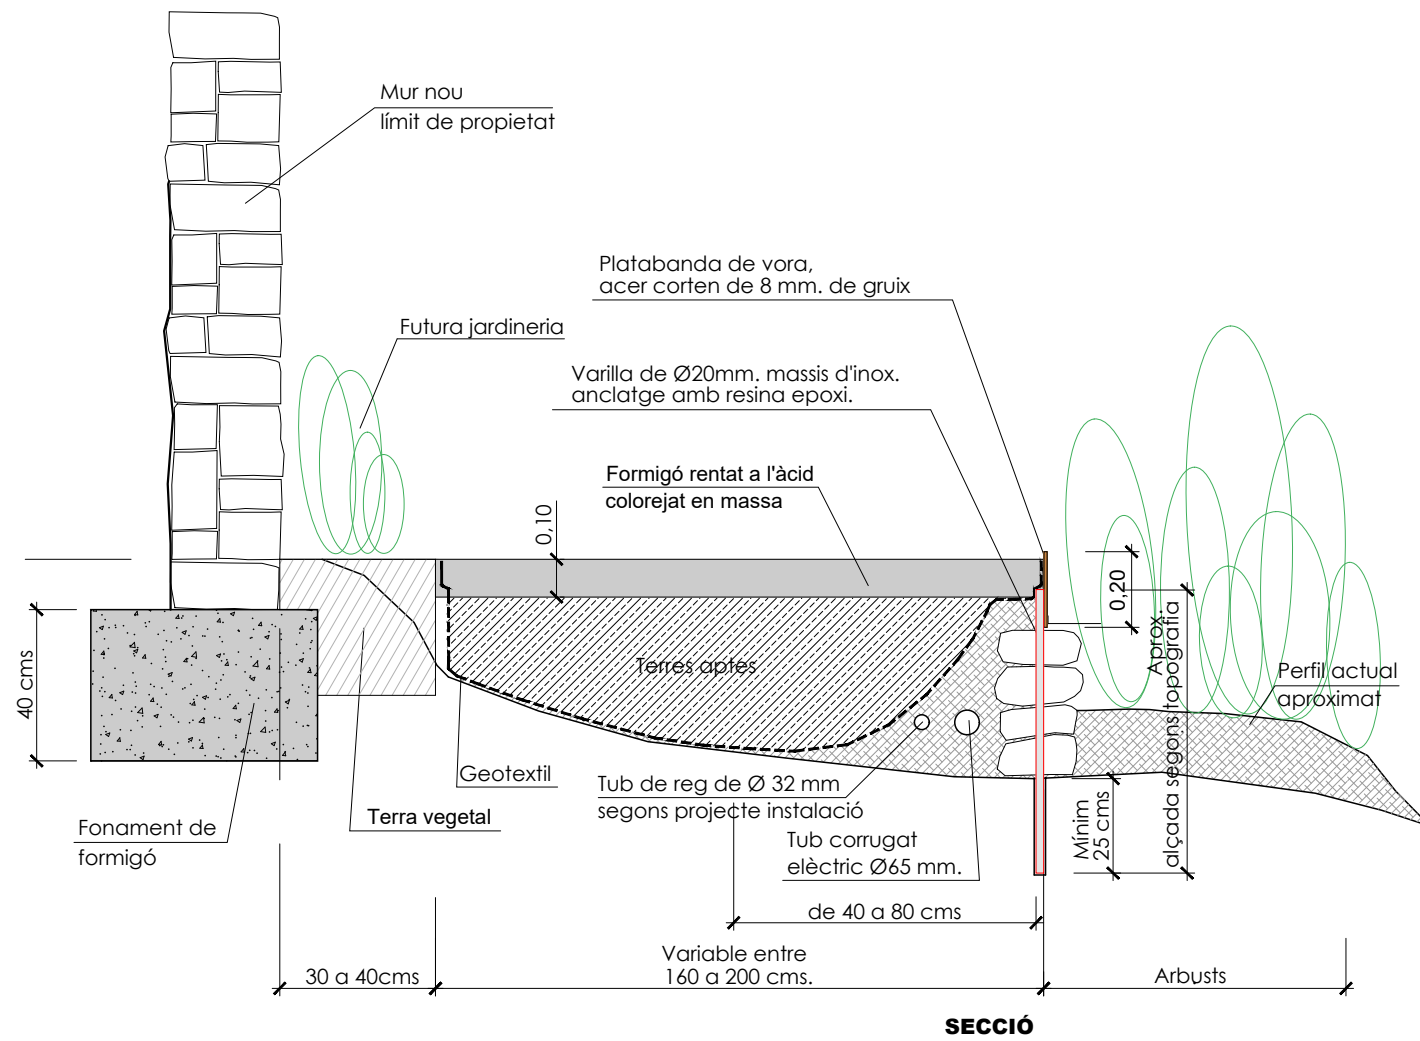 Mur nou
límit de propietat
Platabanda de vora,
acer corten de 8 mm. de gruix
Futura jardineria
Varilla de Ø20mm. massis d'inox.
anclatge amb resina epoxi.
Formigó rentat a l'àcid
colorejat en massa
0,10
0,20
Aprox.
alçada segons topografia
Terres aptes
Perfil actual
aproximat
40 cms
Geotextil
Tub de reg de Ø 32 mm
segons projecte instalació
Terra vegetal
Fonament de
formigó
Tub corrugat
elèctric Ø65 mm.
Mínim
25 cms
de 40 a 80 cms
Variable entre
160 a 200 cms.
30 a 40cms
Arbusts
SECCIÓ